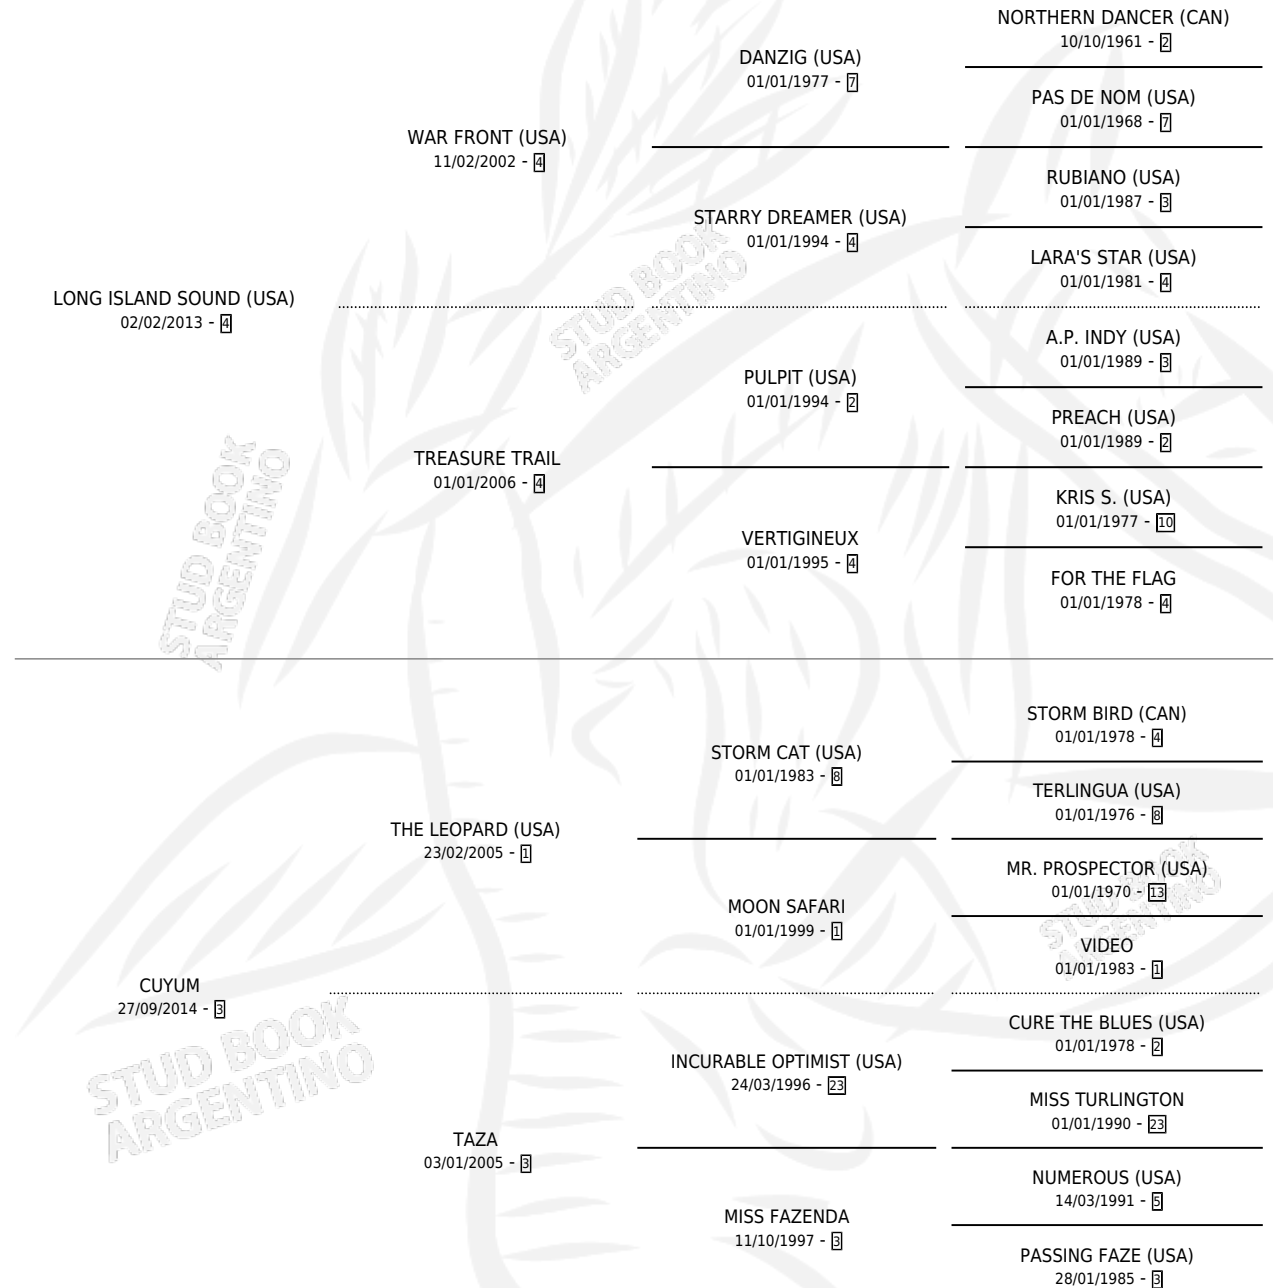 NORTHERN DANCER (CAN)
10/10/1961 - 2
DANZIG (USA)
01/01/1977 - 7
PAS DE NOM (USA)
01/01/1968 - 7
WAR FRONT (USA)
11/02/2002 - 4
RUBIANO (USA)
01/01/1987 - 3
STARRY DREAMER (USA)
01/01/1994 - 4
LARA'S STAR (USA)
01/01/1981 - 4
LONG ISLAND SOUND (USA)
02/02/2013 - 4
A.P. INDY (USA)
01/01/1989 - 3
PULPIT (USA)
01/01/1994 - 2
PREACH (USA)
01/01/1989 - 2
TREASURE TRAIL
01/01/2006 - 4
KRIS S. (USA)
01/01/1977 - 10
VERTIGINEUX
01/01/1995 - 4
FOR THE FLAG
01/01/1978 - 4
STORM BIRD (CAN)
01/01/1978 - 4
STORM CAT (USA)
01/01/1983 - 8
TERLINGUA (USA)
01/01/1976 - 8
THE LEOPARD (USA)
23/02/2005 - 1
MR. PROSPECTOR (USA)
01/01/1970 - 13
MOON SAFARI
01/01/1999 - 1
VIDEO
01/01/1983 - 1
CUYUM
27/09/2014 - 3
CURE THE BLUES (USA)
01/01/1978 - 2
INCURABLE OPTIMIST (USA)
24/03/1996 - 23
MISS TURLINGTON
01/01/1990 - 23
TAZA
03/01/2005 - 3
NUMEROUS (USA)
14/03/1991 - 5
MISS FAZENDA
11/10/1997 - 3
PASSING FAZE (USA)
28/01/1985 - 3
STUD BOOK
ARGENTINO
STUD BOOK
ARGENTINO
STUD BOOK
ARGENTINO
STUD BOOK
ARGENTINO